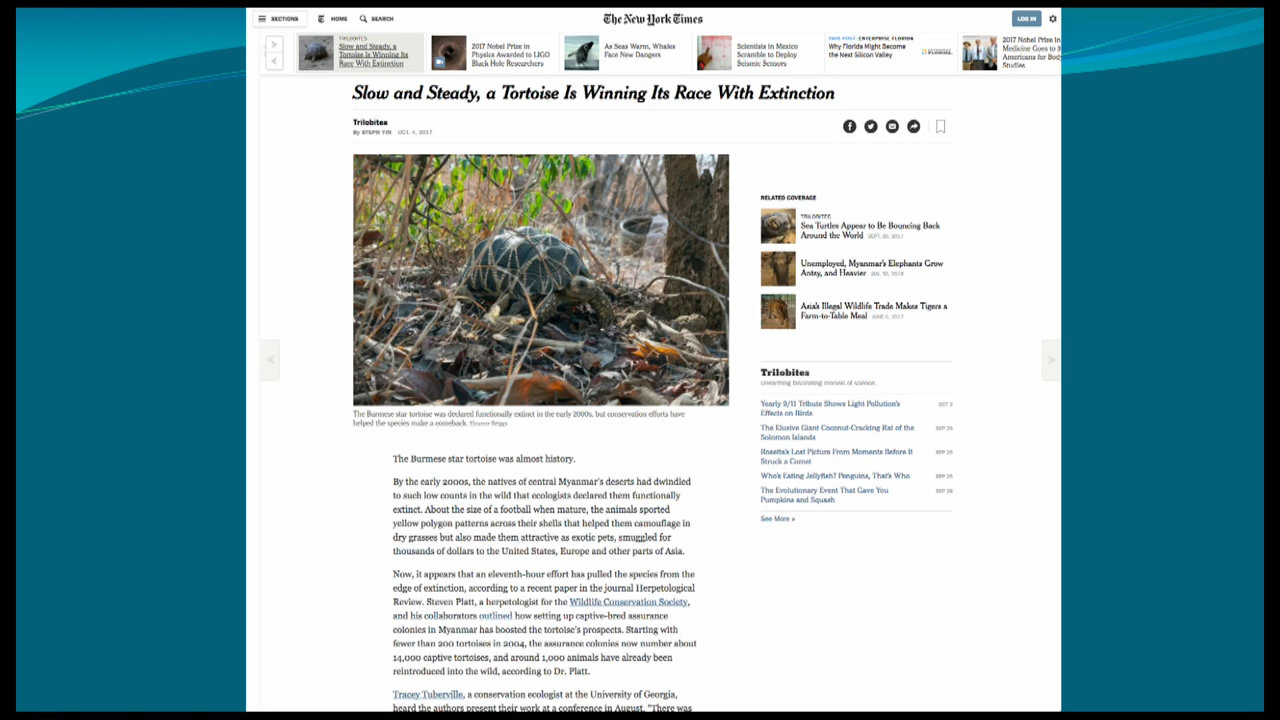 SECTIONS
HOME
SEARCH
The New York Times
LOG IN
TRILOBITES
Slow and Steady, a
Tortoise Is Winning Its
Race With Extinction
2017 Nobel Prize in
Physics Awarded to LIGO
Black Hole Researchers
As Seas Warm, Whales
Face New Dangers
Scientists in Mexico
Scramble to Deploy
Seismic Sensors
PAID POST: ENTERPRISE FLORIDA
Why Florida Might Become
the Next Silicon Valley
2017 Nobel Prize in
Medicine Goes to 3
Americans for Body
Studies
Slow and Steady, a Tortoise Is Winning Its Race With Extinction
Trilobites
By STEPH YIN OCT. 4, 2017
The Burmese star tortoise was declared functionally extinct in the early 2000s, but conservation efforts have
helped the species make a comeback. Eleanor Briggs
The Burmese star tortoise was almost history.
By the early 2000s, the natives of central Myanmar's deserts had dwindled
to such low counts in the wild that ecologists declared them functionally
extinct. About the size of a football when mature, the animals sported
yellow polygon patterns across their shells that helped them camouflage in
dry grasses but also made them attractive as exotic pets, smuggled for
thousands of dollars to the United States, Europe and other parts of Asia.
Now, it appears that an eleventh-hour effort has pulled the species from the
edge of extinction, according to a recent paper in the journal Herpetological
Review. Steven Platt, a herpetologist for the Wildlife Conservation Society,
and his collaborators outlined how setting up captive-bred assurance
colonies in Myanmar has boosted the tortoise's prospects. Starting with
fewer than 200 tortoises in 2004, the assurance colonies now number about
14,000 captive tortoises, and around 1,000 animals have already been
reintroduced into the wild, according to Dr. Platt.
Tracey Tuberville, a conservation ecologist at the University of Georgia,
heard the authors present their work at a conference in August. "There was
RELATED COVERAGE
TRILOBITES
Sea Turtles Appear to Be Bouncing Back
Around the World SEPT. 20, 2017
Unemployed, Myanmar's Elephants Grow
Antsy, and Heavier JAN. 30, 2016
Asia's Illegal Wildlife Trade Makes Tigers a
Farm-to-Table Meal JUNE 5, 2017
Trilobites
Unearthing fascinating morsels of science.
Yearly 9/11 Tribute Shows Light Pollution's
Effects on Birds
OCT 2
The Elusive Giant Coconut-Cracking Rat of the
Solomon Islands
Rosetta's Lost Picture From Moments Before It
Struck a Comet
Who's Eating Jellyfish? Penguins, That's Who
The Evolutionary Event That Gave You
Pumpkins and Squash
See More »